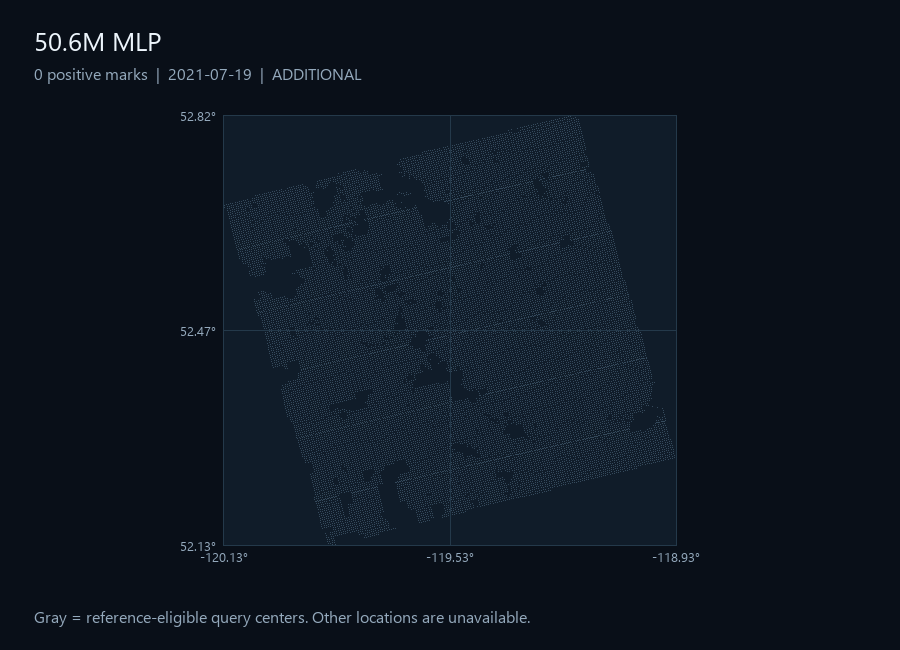 50.6M MLP
0 positive marks | 2021-07-19 | ADDITIONAL
52.82°
52.47°
52.13°
-120.13°
-119.53°
-118.93°
Gray = reference-eligible query centers. Other locations are unavailable.